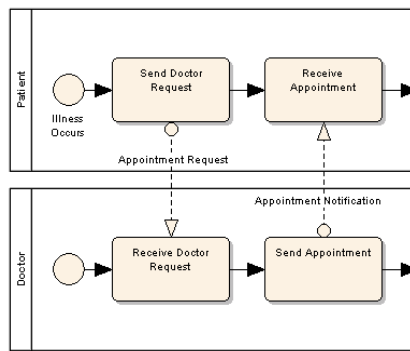 Patient
Send Doctor
Request
Receive
Appointment
Illness
Occurs
Appointment Request
Appointment Notification
Doctor
Receive Doctor
Request
Send Appointment